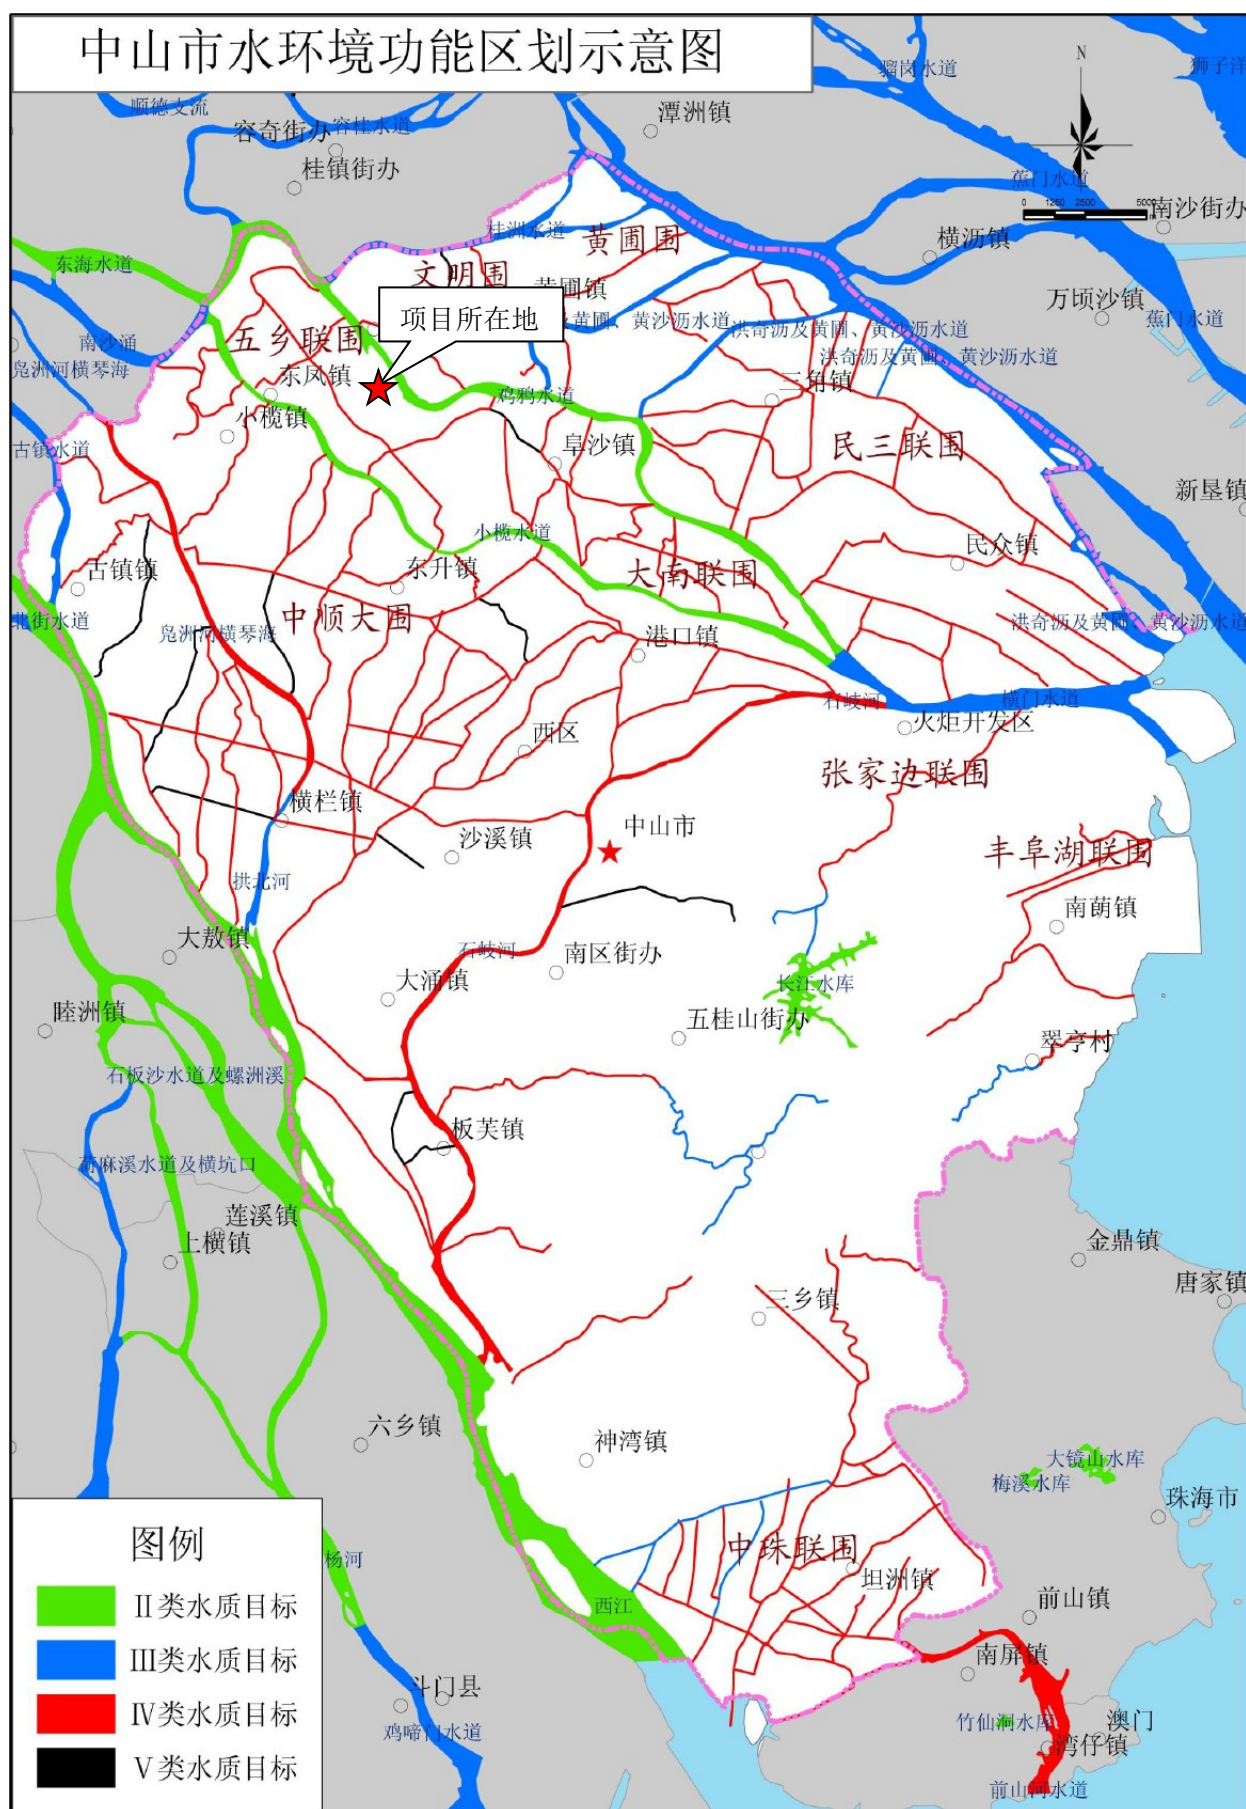 中山市水环境功能区划示意图
骝岗水道
狮子洋
N
顺德支流
容奇街办
容桂水道
潭洲镇
桂镇街办
蕉门水道
0 1250 2500 5000
南沙街办
桂洲水道
黄圃围
横沥镇
东海水道
文明围
黄圃镇
万顷沙镇
项目所在地
及黄圃、黄沙沥水道
洪奇沥及黄圃、黄沙沥水道
蕉门水道
南沙涌
五乡联围
洪奇沥及黄圃、黄沙沥水道
凫洲河横琴海
东凤镇
鸡鸦水道
三角镇
小榄镇
古镇水道
阜沙镇
民三联围
新垦镇
小榄水道
民众镇
古镇镇
东升镇
大南联围
北街水道
中顺大围
凫洲河横琴海
港口镇
洪奇沥及黄圃、黄沙沥水道
石岐河
横门水道
西区
火炬开发区
张家边联围
横栏镇
沙溪镇
中山市
丰阜湖联围
拱北河
南蓢镇
大敖镇
石岐河
南区街办
大涌镇
长江水库
睦洲镇
五桂山街办
翠亨村
石板沙水道及螺洲溪
板芙镇
荷麻溪水道及横坑口
莲溪镇
上横镇
金鼎镇
唐家镇
三乡镇
六乡镇
神湾镇
大镜山水库
梅溪水库
珠海市
图例
杨河
中珠联围
坦洲镇
II类水质目标
西江
前山镇
III类水质目标
南屏镇
斗门县
IV类水质目标
鸡啼门水道
竹仙洞水库
澳门
湾仔镇
V类水质目标
前山河水道